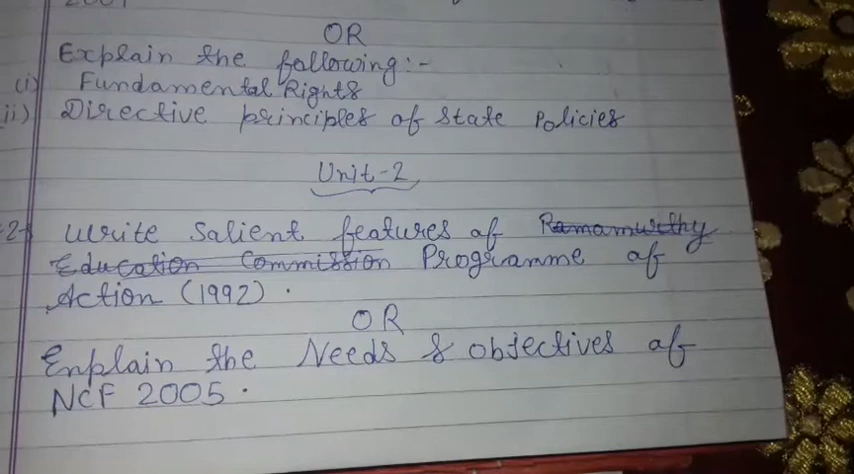 OR
Explain the following:-
(i) Fundamental Rights
ii) Directive principles of State Policies
Unit-2
2→ Write Salient features of Ramamurthy
Education Commission Programme of
Action (1992).
OR
Enplain the Needs & objectives of
NCF 2005.